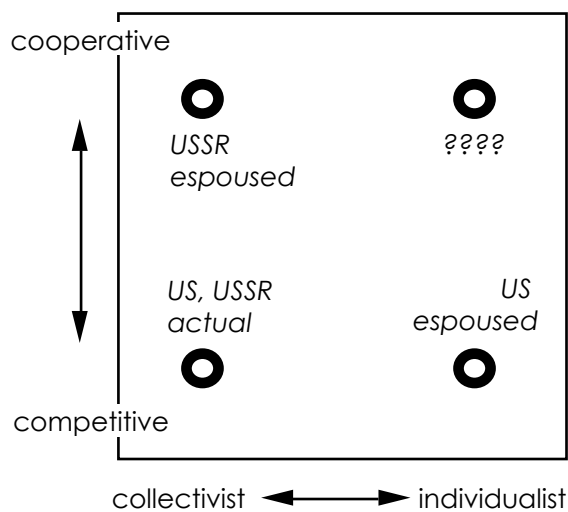 cooperative
USSR
espoused
????
US, USSR
actual
US
espoused
competitive
collectivist
individualist